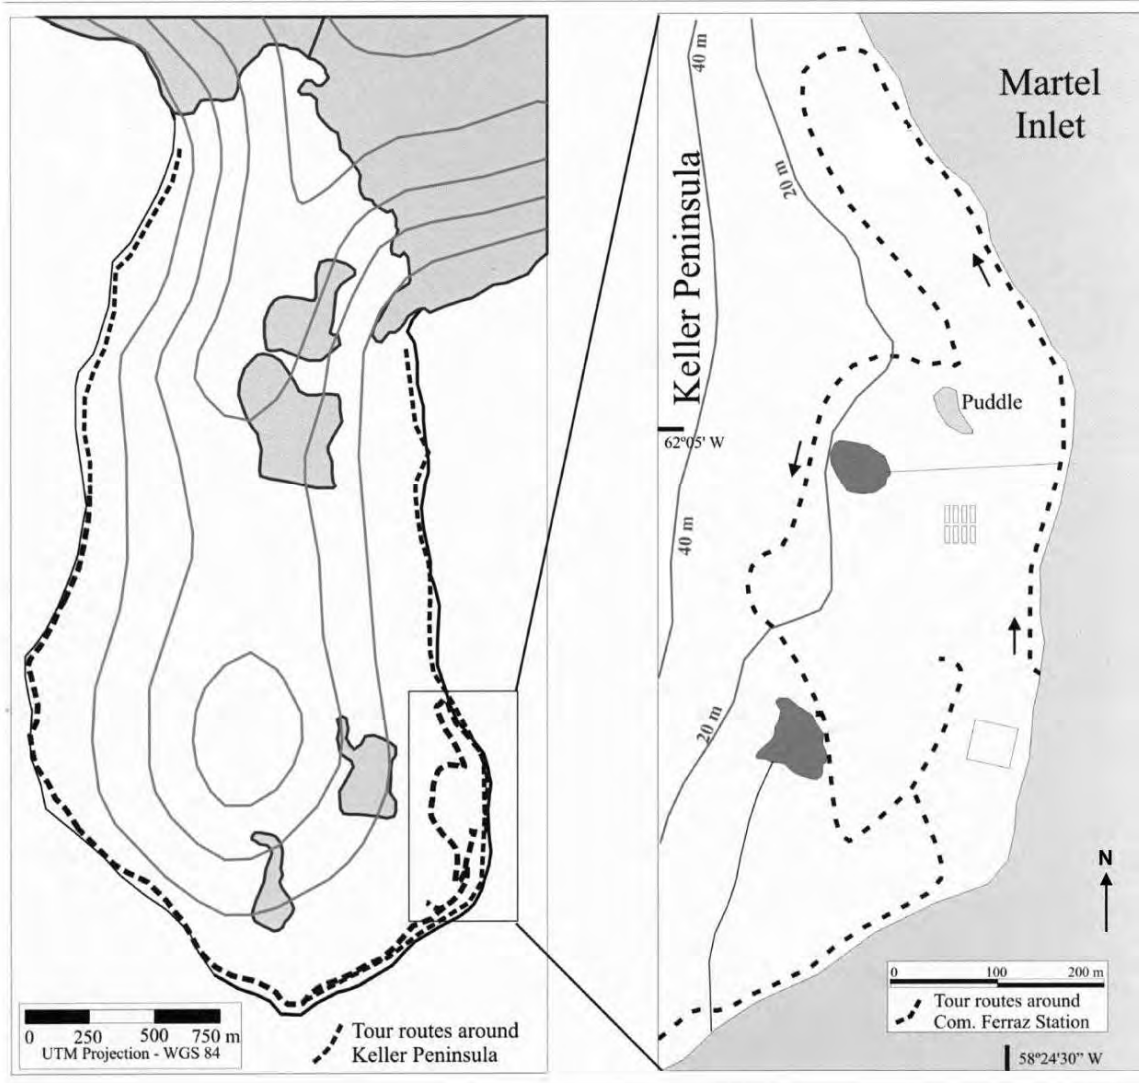 0 250 500 750 m
UTM Projection - WGS 84
Tour routes around
Keller Peninsula
40 m
20 m
Keller Peninsula
Martel
Inlet
Puddle
62°05' W
40 m
20 m
N
0 100 200 m
Tour routes around
Com. Ferraz Station
58°24'30” W